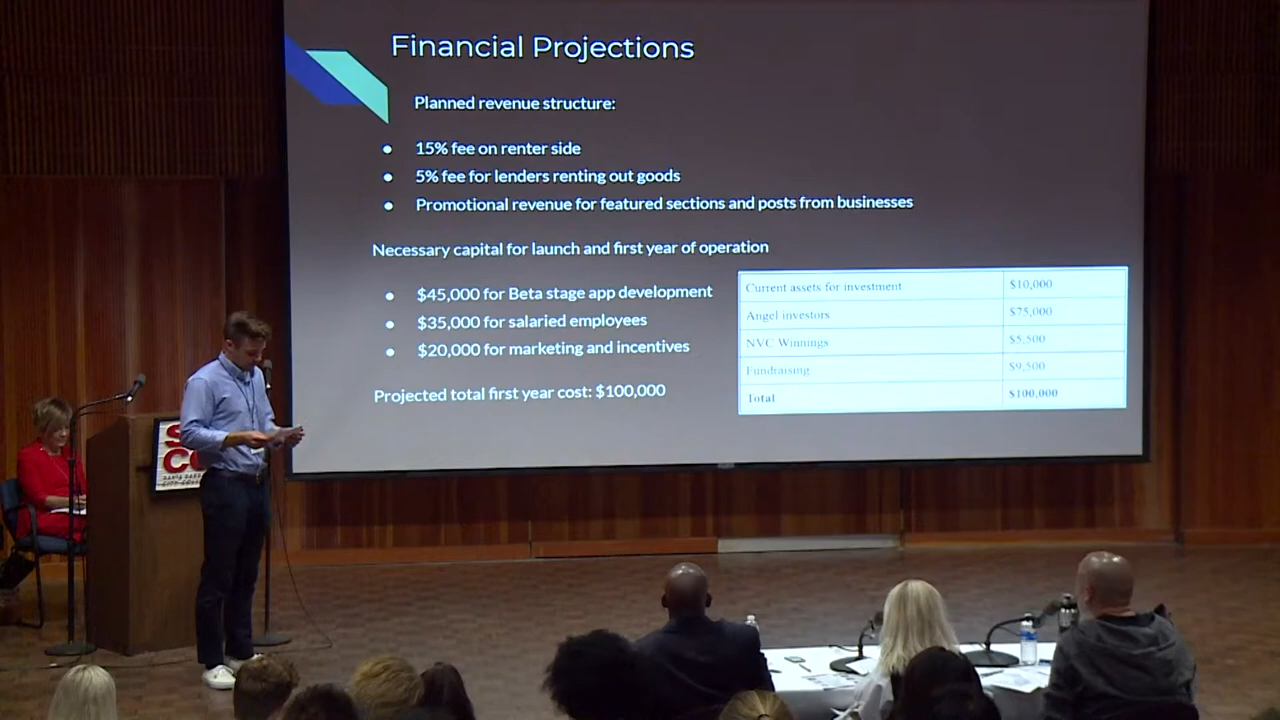 Financial Projections
Planned revenue structure:
● 15% fee on renter side
● 5% fee for lenders renting out goods
● Promotional revenue for featured sections and posts from businesses
Necessary capital for launch and first year of operation
● $45,000 for Beta stage app development
● $35,000 for salaried employees
● $20,000 for marketing and incentives
Projected total first year cost: $100,000
Current assets for investment $10,000
Angel investors $75,000
NVC Winnings $5,500
Fundraising $9,500
Total $100,000